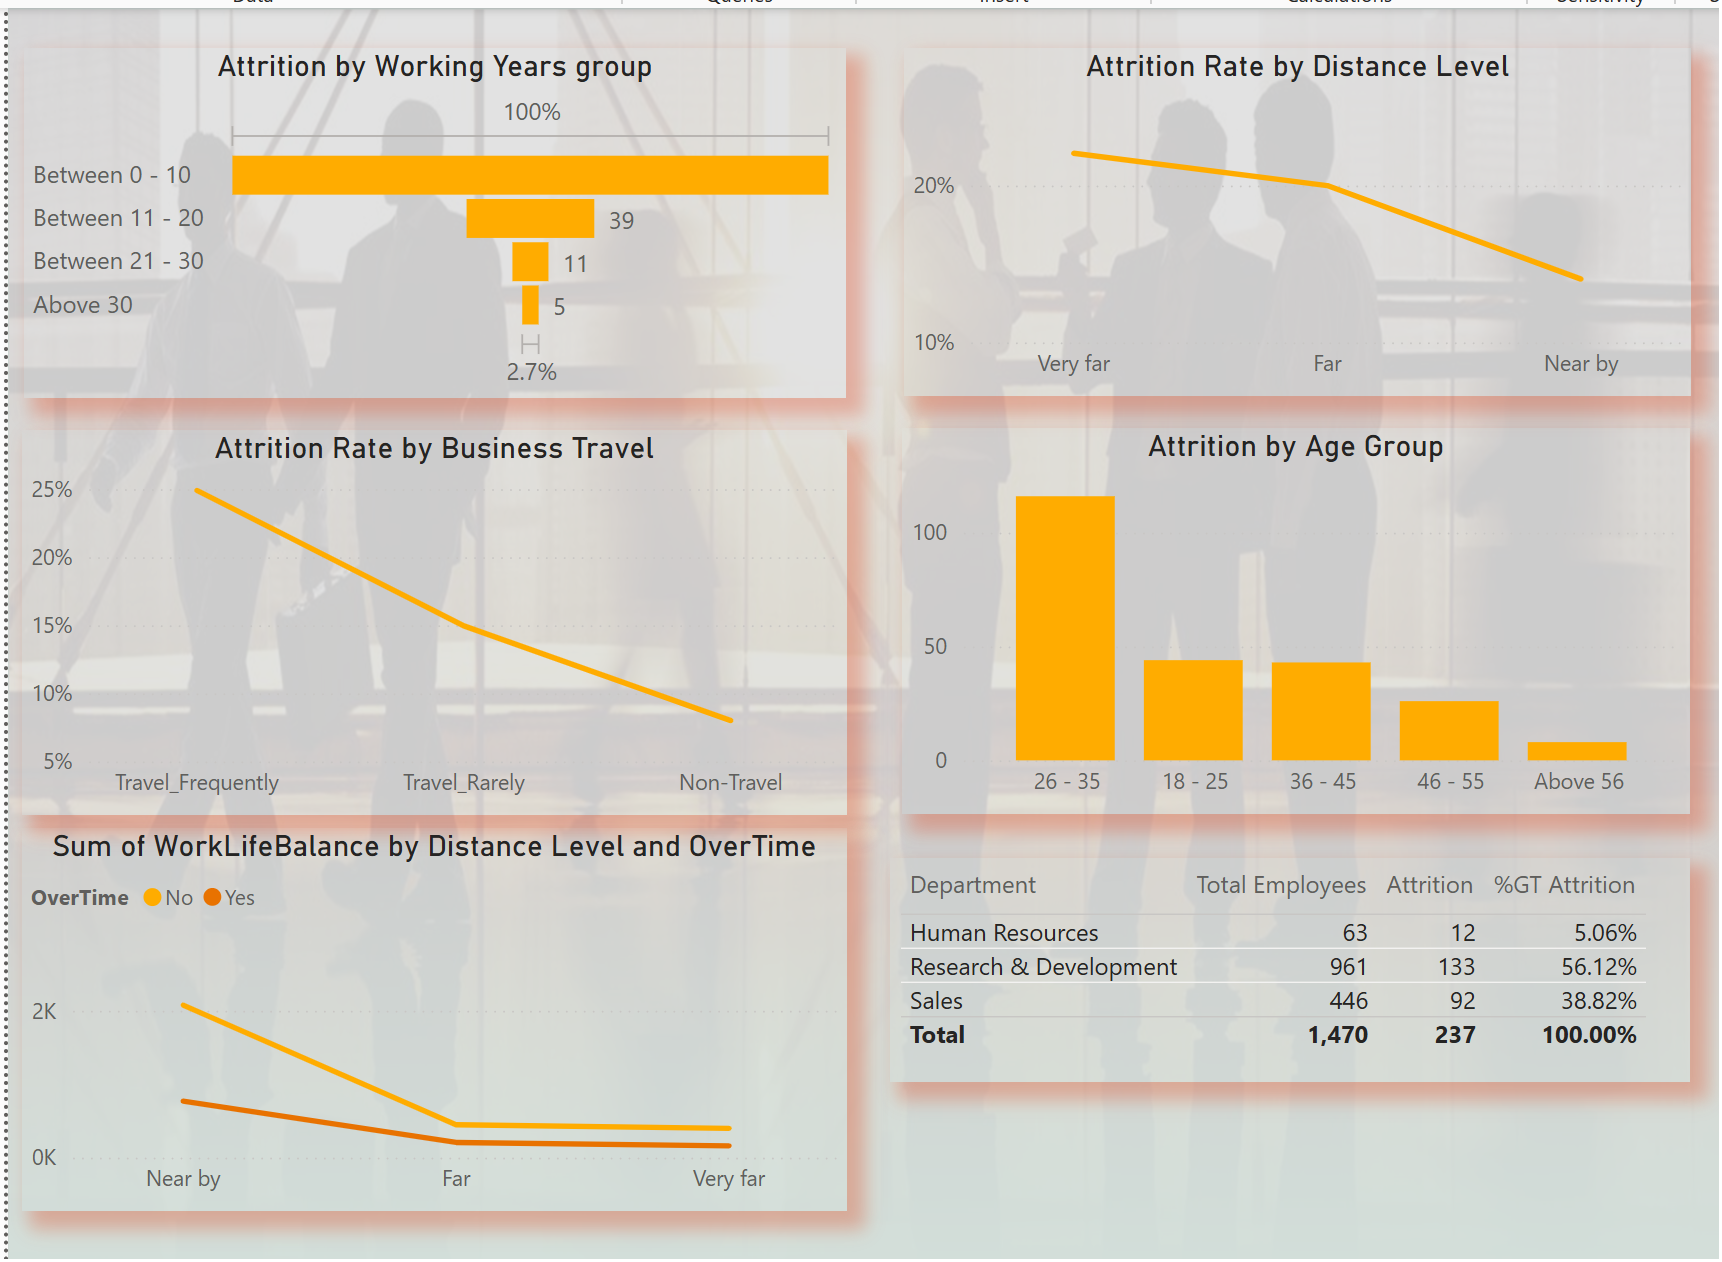 Data Queries Insert Calculations Sensitivity
Attrition by Working Years group
100%
Between 0 - 10
Between 11 - 20 39
Between 21 - 30 11
Above 30 5
2.7%
Attrition Rate by Distance Level
20%
10%
Very far Far Near by
Attrition Rate by Business Travel
25%
20%
15%
10%
5%
Travel_Frequently Travel_Rarely Non-Travel
Attrition by Age Group
100
50
0
26 - 35 18 - 25 36 - 45 46 - 55 Above 56
Sum of WorkLifeBalance by Distance Level and OverTime
OverTime No Yes
2K
0K
Near by Far Very far
Department Total Employees Attrition %GT Attrition
Human Resources 63 12 5.06%
Research & Development 961 133 56.12%
Sales 446 92 38.82%
Total 1,470 237 100.00%